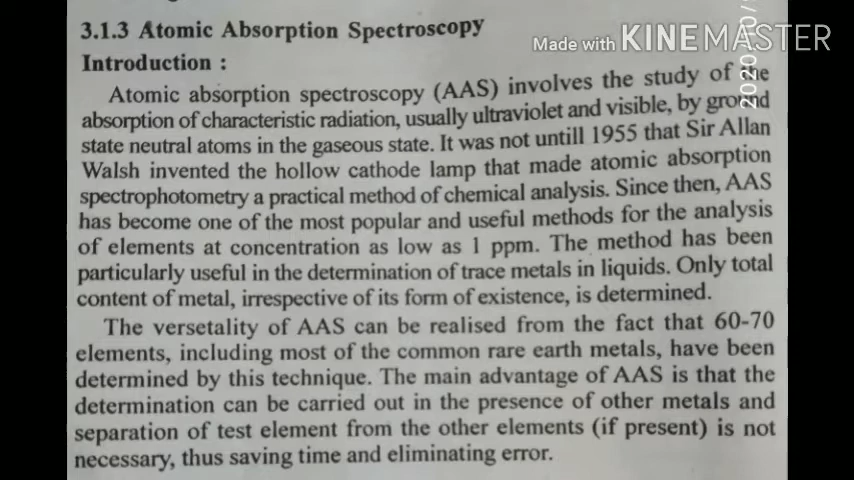 3.1.3 Atomic Absorption Spectroscopy
Made with KINEMASTER
Introduction :
Atomic absorption spectroscopy (AAS) involves the study of the
absorption of characteristic radiation, usually ultraviolet and visible, by ground
state neutral atoms in the gaseous state. It was not untill 1955 that Sir Allan
Walsh invented the hollow cathode lamp that made atomic absorption
spectrophotometry a practical method of chemical analysis. Since then, AAS
has become one of the most popular and useful methods for the analysis
of elements at concentration as low as 1 ppm. The method has been
particularly useful in the determination of trace metals in liquids. Only total
content of metal, irrespective of its form of existence, is determined.
The versetality of AAS can be realised from the fact that 60-70
elements, including most of the common rare earth metals, have been
determined by this technique. The main advantage of AAS is that the
determination can be carried out in the presence of other metals and
separation of test element from the other elements (if present) is not
necessary, thus saving time and eliminating error.